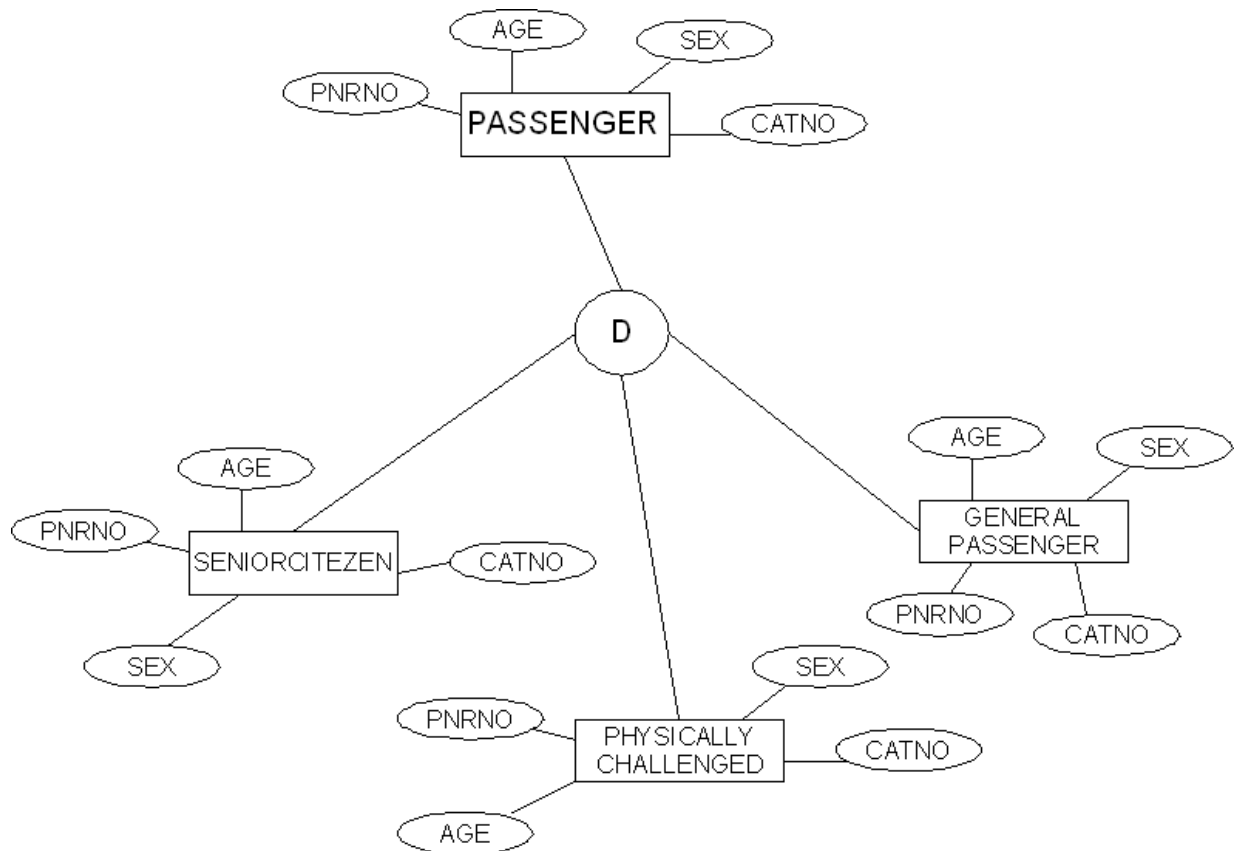 AGE
SEX
PNRNO
PASSENGER
CATNO
D
AGE
SEX
AGE
GENERAL
PASSENGER
PNRNO
SENIORCITEZEN
CATNO
PNRNO
CATNO
SEX
SEX
PNRNO
PHYSICALLY
CHALLENGED
CATNO
AGE